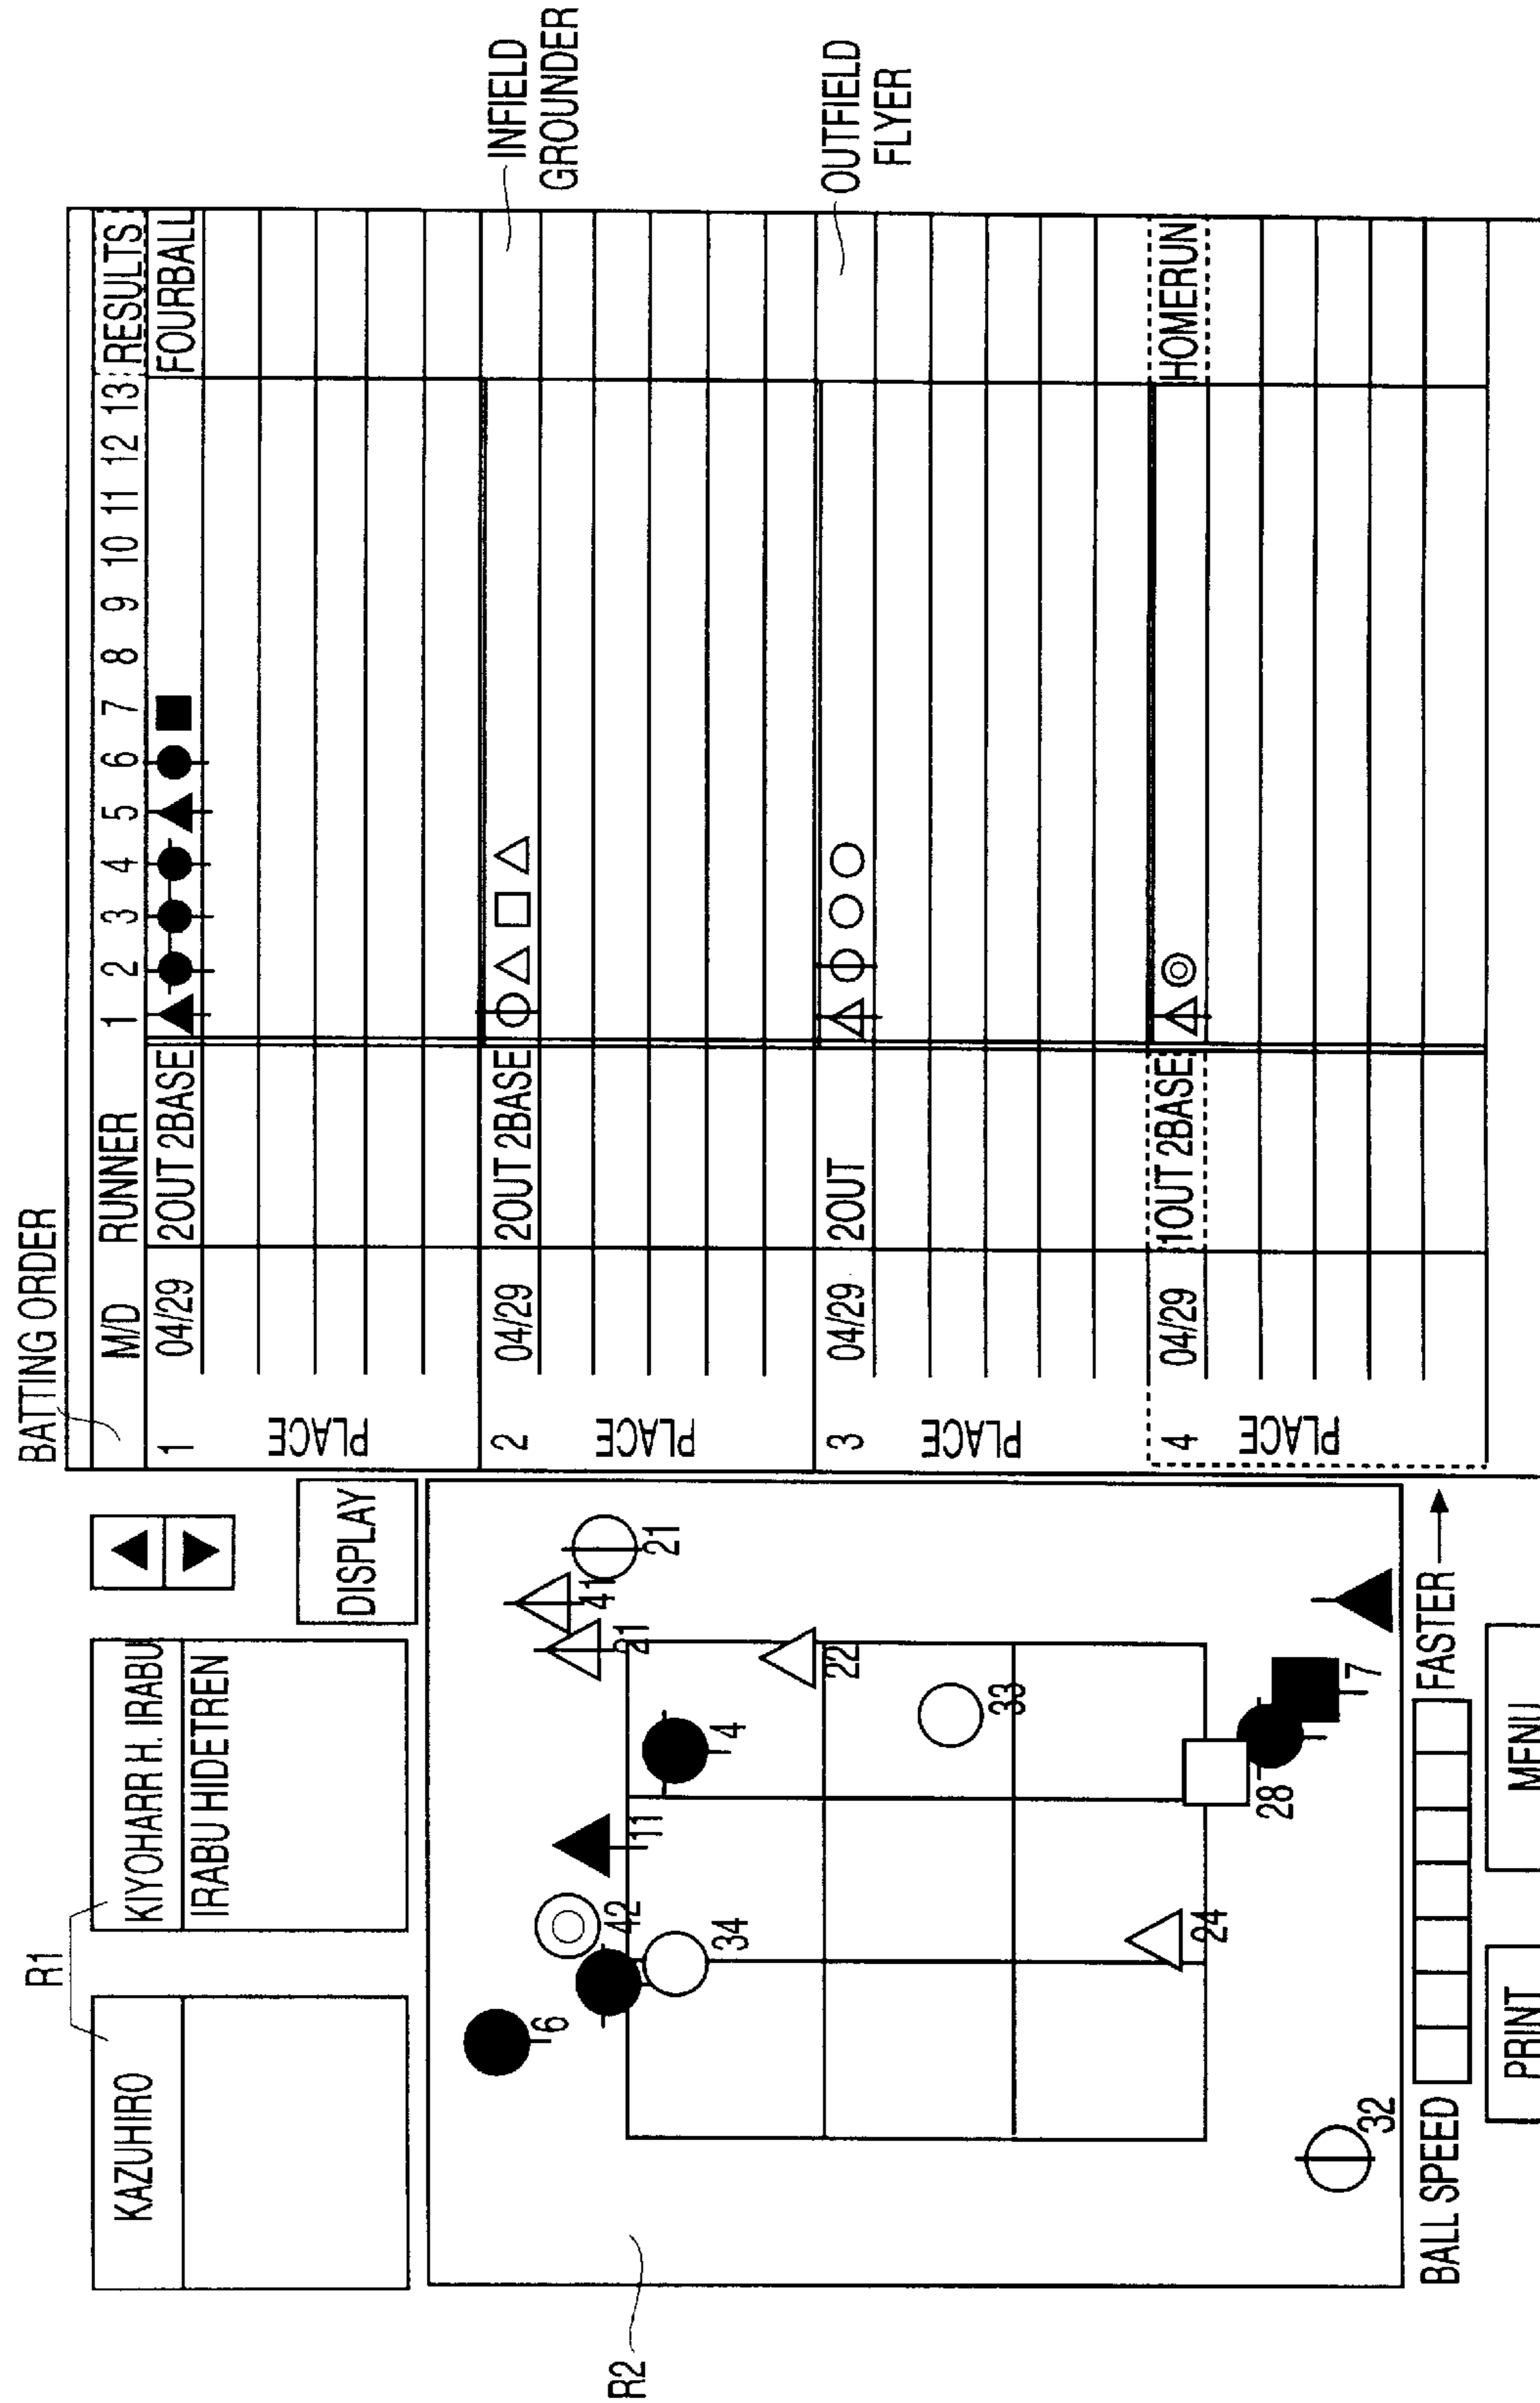 R1
KAZUHIRO
KIYOHARR H. IRABU
IRABU HIDETREN
DISPLAY
R2
6
42
34
11
4
21
41
21
22
33
24
28
7
32
BALL SPEED
FASTER
PRINT
MENU
BATTING ORDER
M/D RUNNER 1 2 3 4 5 6 7 8 9 10 11 12 13 RESULTS
1 04/29 2OUT 2BASE FOURBALL
PLACE
2 04/29 2OUT 2BASE
PLACE
INFIELD
GROUNDER
3 04/29 2OUT
PLACE
OUTFIELD
FLYER
4 04/29 1OUT 2BASE HOMERUN
PLACE